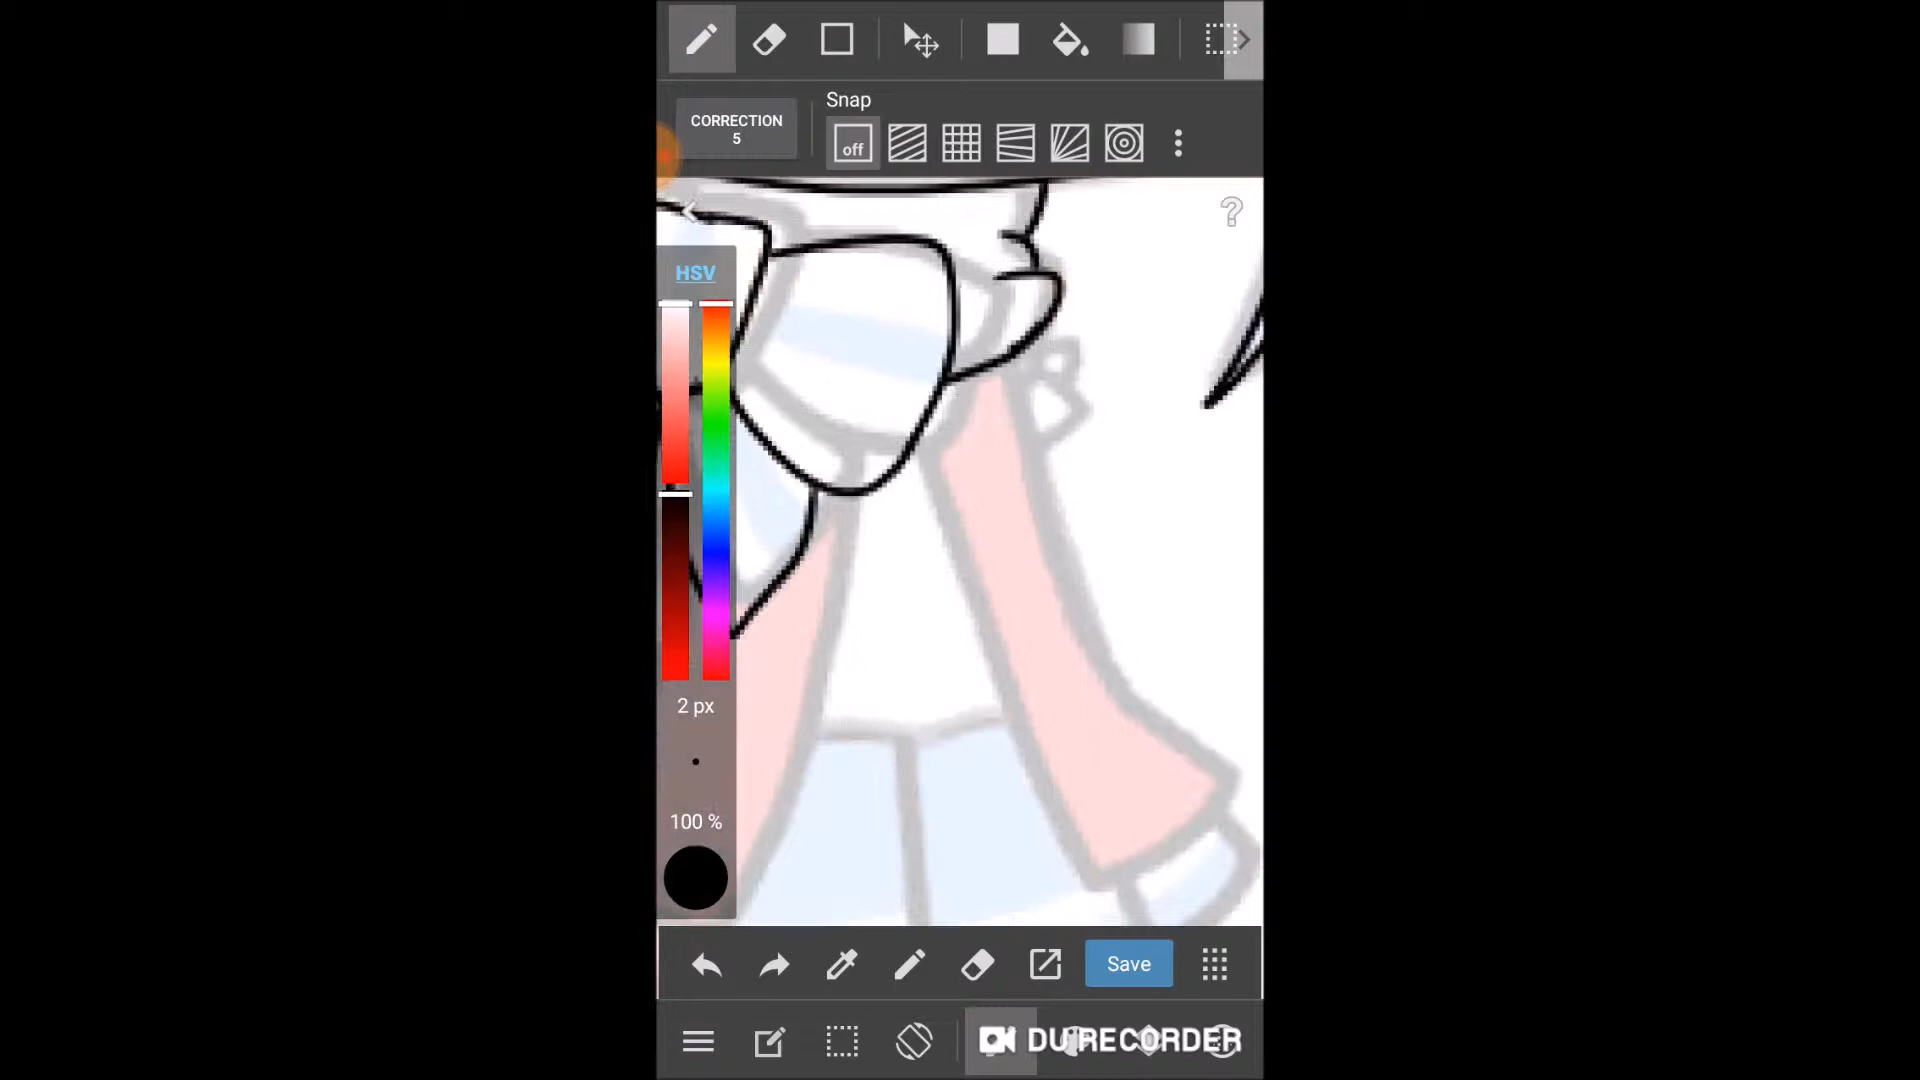 Snap
CORRECTION
5
off
HSV
2 px
100 %
Save
DU RECORDER